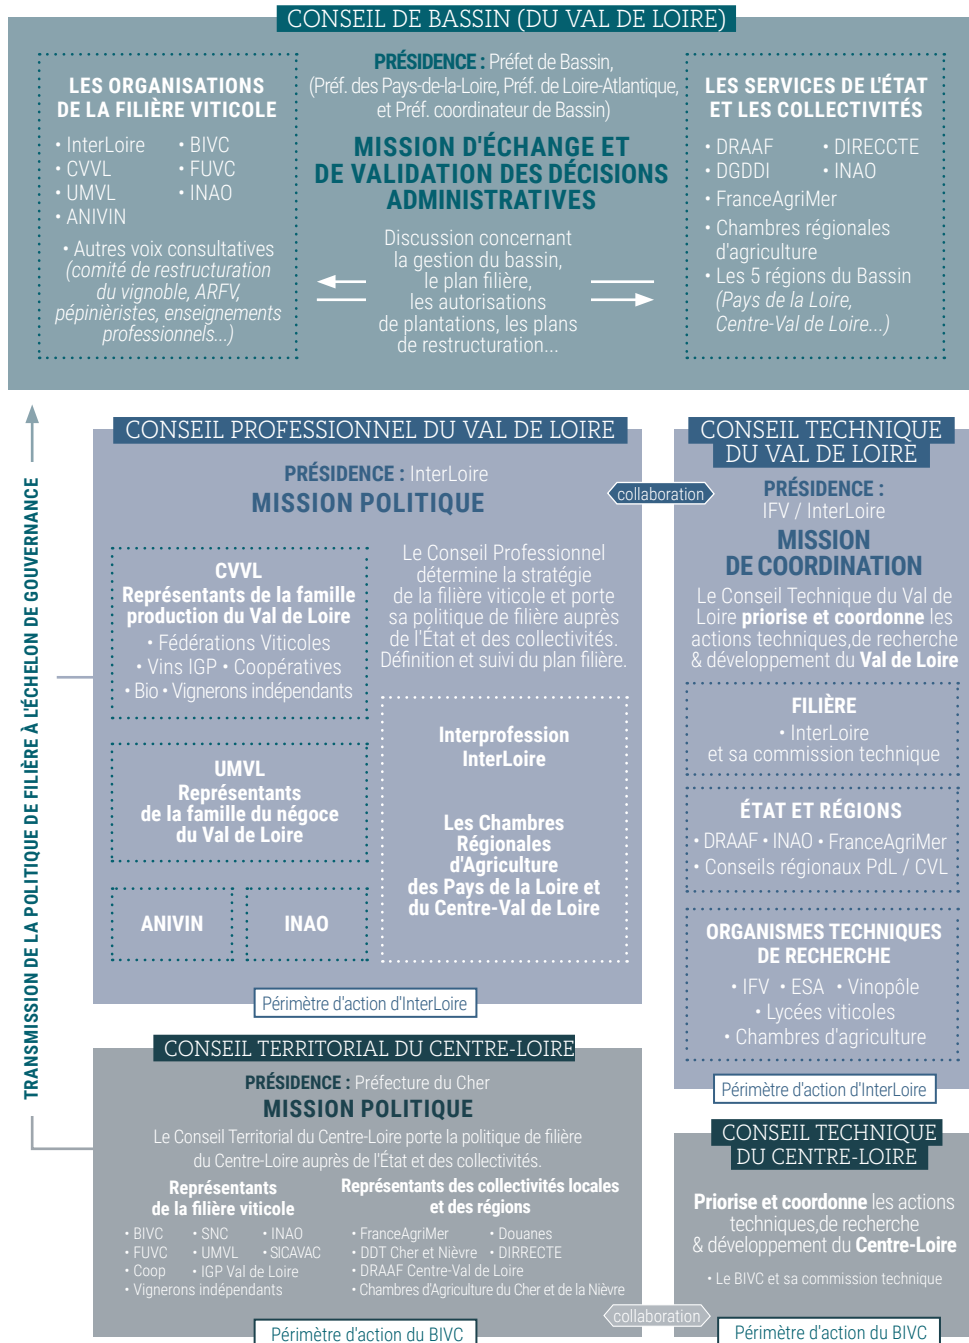 CONSEIL DE BASSIN (DU VAL DE LOIRE)
LES ORGANISATIONS
DE LA FILIÈRE VITICOLE
• InterLoire
• BIVC
• CVVL
• FUVC
• UMVL
• INAO
• ANIVIN
• Autres voix consultatives
(comité de restructuration
du vignoble, ARFV,
pépinièristes, enseignements
professionnels...)
PRÉSIDENCE : Préfet de Bassin,
(Préf. des Pays-de-la-Loire, Préf. de Loire-Atlantique,
et Préf. coordinateur de Bassin)
MISSION D'ÉCHANGE ET
DE VALIDATION DES DÉCISIONS
ADMINISTRATIVES
Discussion concernant
la gestion du bassin,
le plan filière,
les autorisations
de plantations, les plans
de restructuration...
LES SERVICES DE L'ÉTAT
ET LES COLLECTIVITÉS
• DRAAF
• DIRECCTE
• DGDDI
• INAO
• FranceAgriMer
• Chambres régionales
d'agriculture
• Les 5 régions du Bassin
(Pays de la Loire,
Centre-Val de Loire...)
TRANSMISSION DE LA POLITIQUE DE FILIÈRE À L'ÉCHELON DE GOUVERNANCE
CONSEIL PROFESSIONNEL DU VAL DE LOIRE
PRÉSIDENCE : InterLoire
MISSION POLITIQUE
CVVL
Représentants de la famille
production du Val de Loire
• Fédérations Viticoles
• Vins IGP • Coopératives
• Bio • Vignerons indépendants
UMVL
Représentants
de la famille du négoce
du Val de Loire
ANIVIN
INAO
Le Conseil Professionnel
détermine la stratégie
de la filière viticole et porte
sa politique de filière auprès
de l'État et des collectivités.
Définition et suivi du plan filière.
Interprofession
InterLoire
Les Chambres
Régionales
d'Agriculture
des Pays de la Loire et
du Centre-Val de Loire
Périmètre d'action d'InterLoire
collaboration
CONSEIL TECHNIQUE
DU VAL DE LOIRE
PRÉSIDENCE :
IFV / InterLoire
MISSION
DE COORDINATION
Le Conseil Technique du Val de
Loire priorise et coordonne les
actions techniques,de recherche
& développement du Val de Loire
FILIÈRE
• InterLoire
et sa commission technique
ÉTAT ET RÉGIONS
• DRAAF • INAO • FranceAgriMer
• Conseils régionaux PdL / CVL
ORGANISMES TECHNIQUES
DE RECHERCHE
• IFV • ESA • Vinopôle
• Lycées viticoles
• Chambres d'agriculture
Périmètre d'action d'InterLoire
CONSEIL TERRITORIAL DU CENTRE-LOIRE
PRÉSIDENCE : Préfecture du Cher
MISSION POLITIQUE
Le Conseil Territorial du Centre-Loire porte la politique de filière
du Centre-Loire auprès de l'État et des collectivités.
Représentants
de la filière viticole
• BIVC • SNC • INAO
• FUVC • UMVL • SICAVAC
• Coop • IGP Val de Loire
• Vignerons indépendants
Représentants des collectivités locales
et des régions
• FranceAgriMer • Douanes
• DDT Cher et Nièvre • DIRRECTE
• DRAAF Centre-Val de Loire
• Chambres d'Agriculture du Cher et de la Nièvre
Périmètre d'action du BIVC
collaboration
CONSEIL TECHNIQUE
DU CENTRE-LOIRE
Priorise et coordonne les actions
techniques,de recherche
& développement du Centre-Loire
• Le BIVC et sa commission technique
Périmètre d'action du BIVC